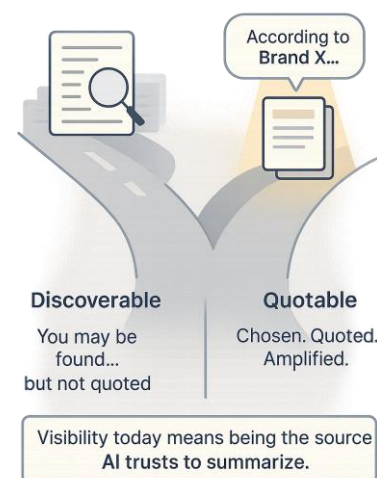 According to
Brand X...
Discoverable
You may be
found...
but not quoted
Quotable
Chosen. Quoted.
Amplified.
Visibility today means being the source
AI trusts to summarize.